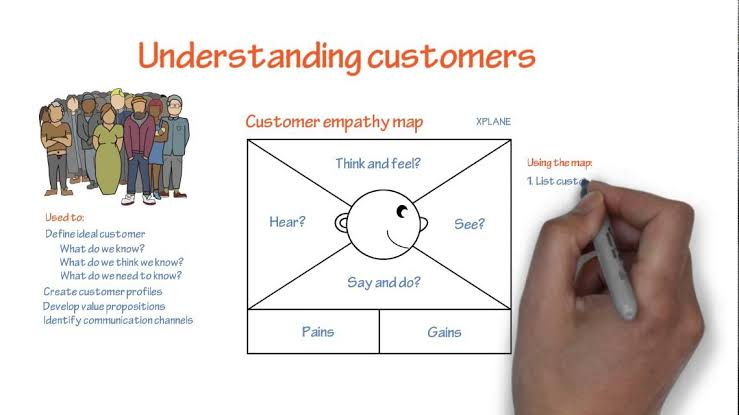 Understanding customers
Customer empathy map
XPLANE
Think and feel?
Hear?
See?
Say and do?
Pains
Gains
Used to:
Define ideal customer
What do we know?
What do we think we know?
What do we need to know?
Create customer profiles
Develop value propositions
Identify communication channels
Using the map:
1. List custo